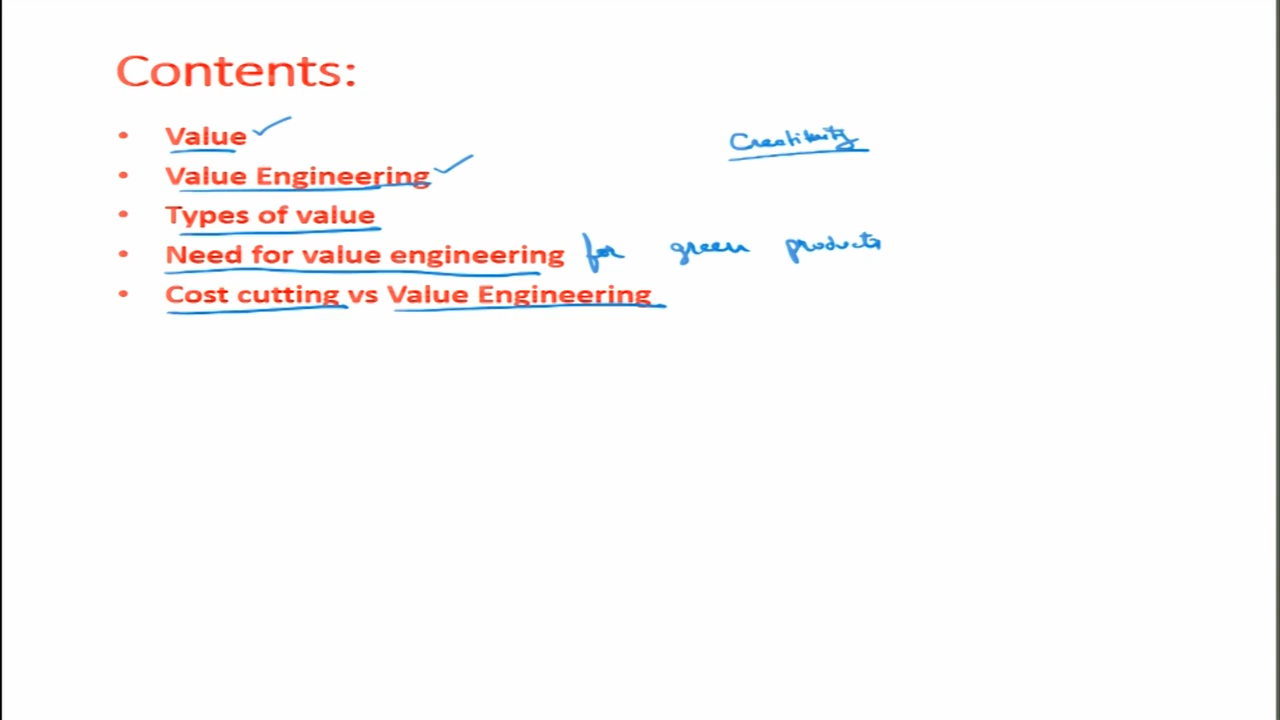 Contents:
• Value ✓
Creativity
• Value Engineering ✓
• Types of value
• Need for value engineering for green products
• Cost cutting vs Value Engineering